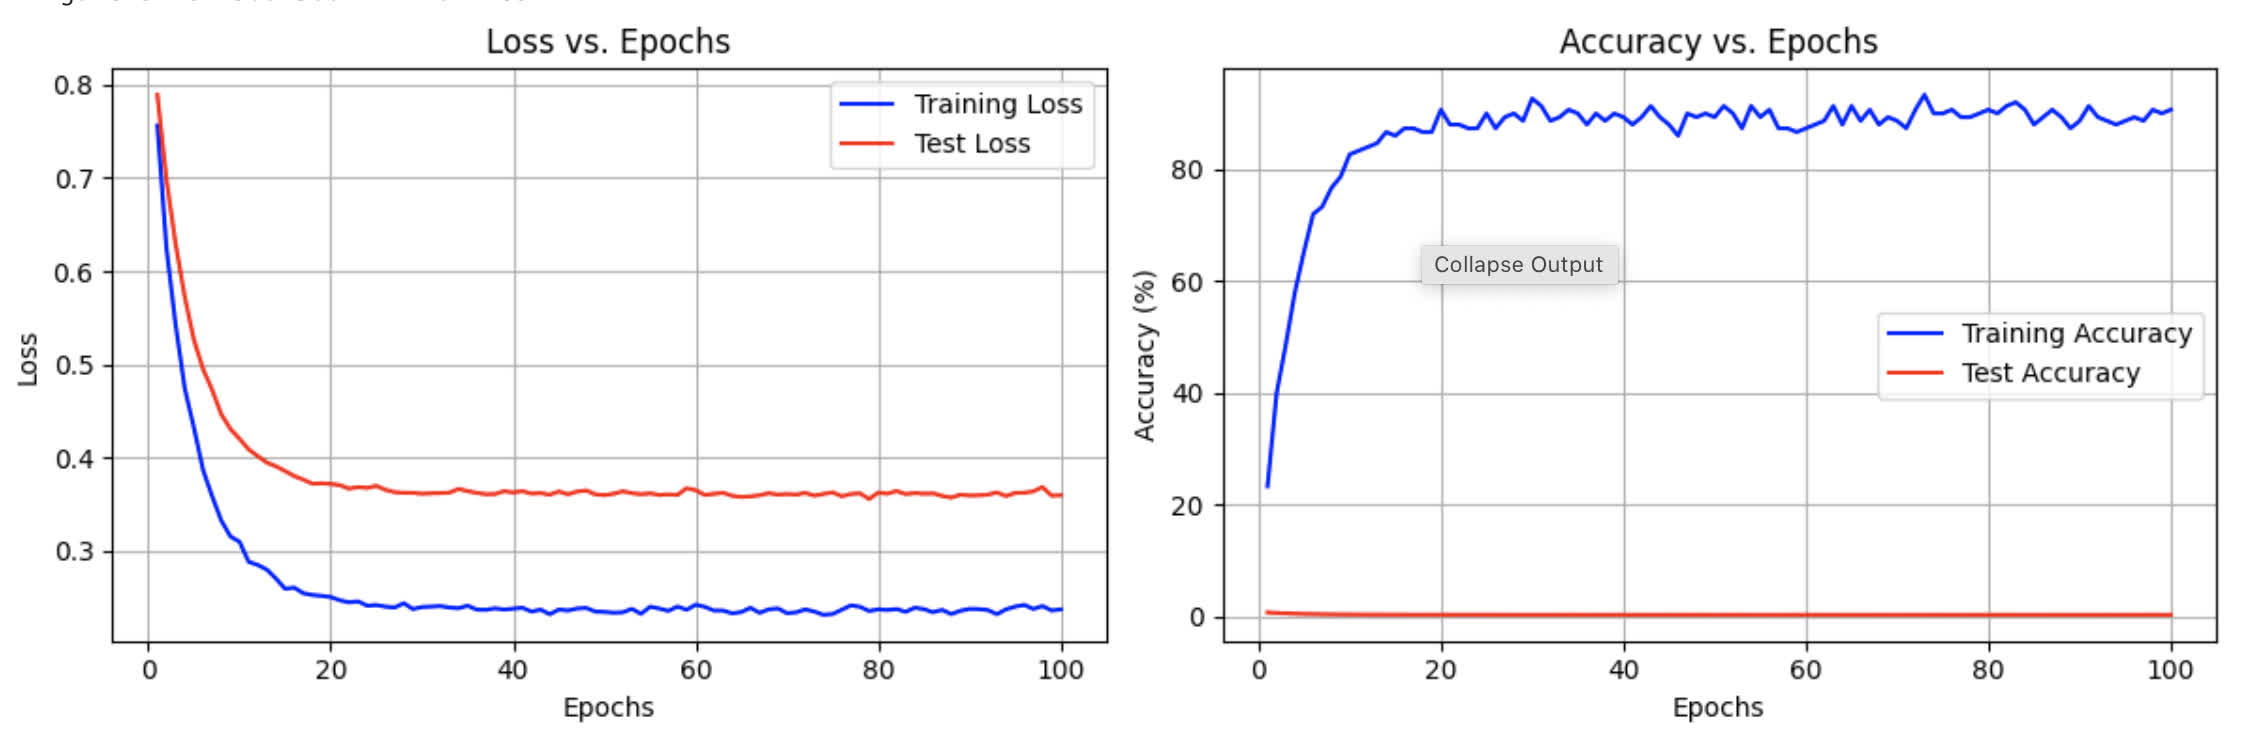 Loss vs. Epochs
0.8
0.7
0.6
0.5
0.4
0.3
Loss
0 20 40 60 80 100
Epochs
Training Loss
Test Loss
Accuracy vs. Epochs
80
60
40
20
0
Accuracy (%)
0 20 40 60 80 100
Epochs
Collapse Output
Training Accuracy
Test Accuracy